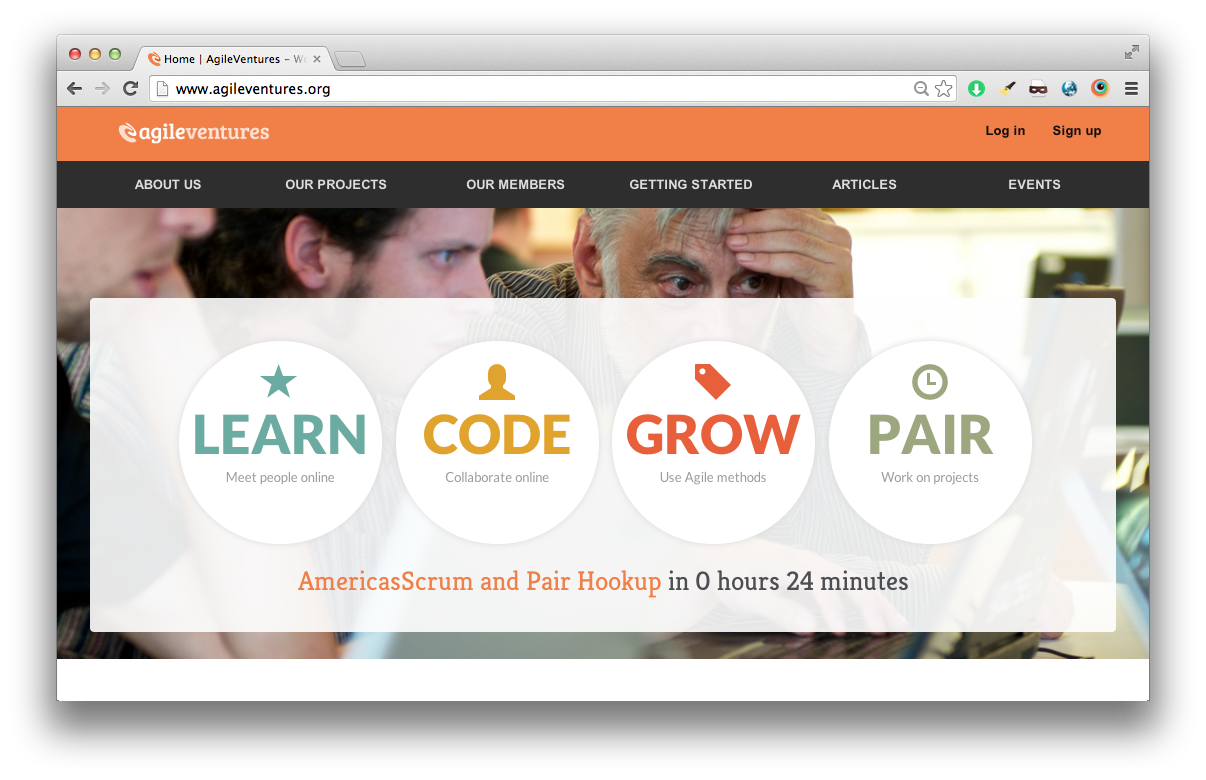 Home | AgileVentures – We
www.agileventures.org
agileventures
Log in Sign up
ABOUT US OUR PROJECTS OUR MEMBERS GETTING STARTED ARTICLES EVENTS
LEARN CODE GROW PAIR
Meet people online Collaborate online Use Agile methods Work on projects
AmericasScrum and Pair Hookup in 0 hours 24 minutes